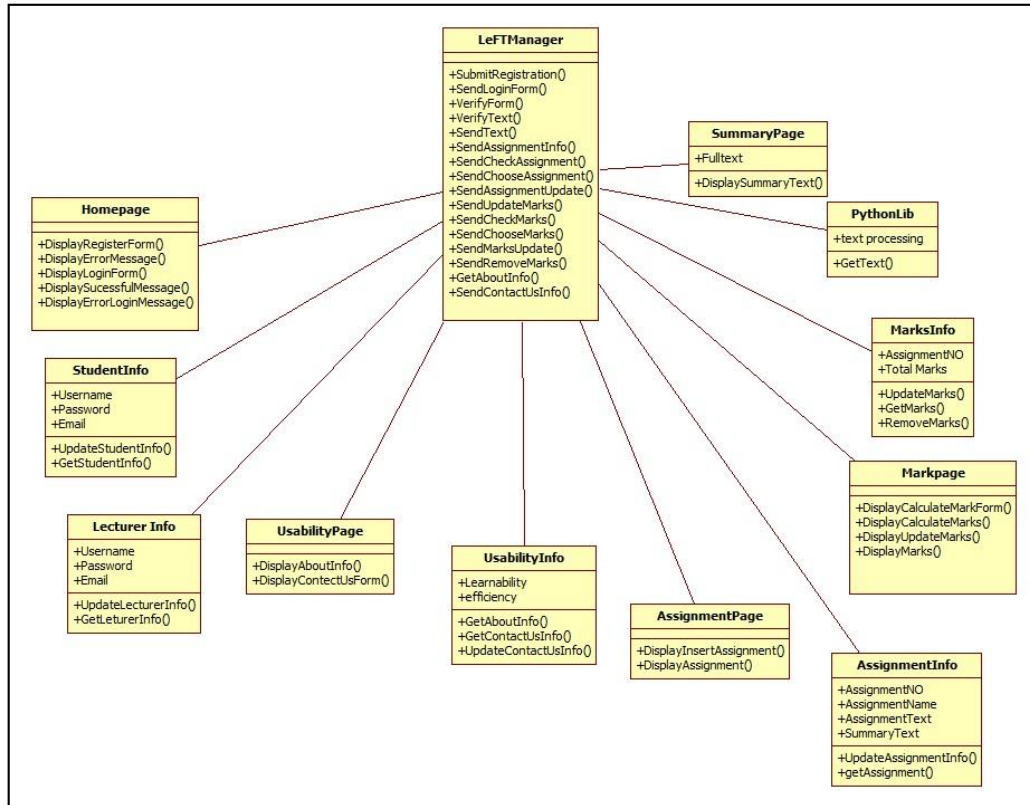 LeFTManager
+SubmitRegistration()
+SendLoginForm()
+VerifyForm()
+VerifyText()
+SendText()
+SendAssignmentInfo()
+SendCheckAssignment()
+SendChooseAssignment()
+SendAssignmentUpdate()
+SendUpdateMarks()
+SendCheckMarks()
+SendChooseMarks()
+SendMarksUpdate()
+SendRemoveMarks()
+GetAboutInfo()
+SendContactUsInfo()
SummaryPage
+Fulltext
+DisplaySummaryText()
Homepage
+DisplayRegisterForm()
+DisplayErrorMessage()
+DisplayLoginForm()
+DisplaySucessfulMessage()
+DisplayErrorLoginMessage()
PythonLib
+text processing
+GetText()
MarksInfo
+AssignmentNO
+Total Marks
+UpdateMarks()
+GetMarks()
+RemoveMarks()
StudentInfo
+Username
+Password
+Email
+UpdateStudentInfo()
+GetStudentInfo()
Markpage
+DisplayCalculateMarkForm()
+DisplayCalculateMarks()
+DisplayUpdateMarks()
+DisplayMarks()
Lecturer Info
+Username
+Password
+Email
+UpdateLecturerInfo()
+GetLeturerInfo()
UsabilityPage
+DisplayAboutInfo()
+DisplayContectUsForm()
UsabilityInfo
+Learnability
+efficiency
+GetAboutInfo()
+GetContactUsInfo()
+UpdateContactUsInfo()
AssignmentPage
+DisplayInsertAssignment()
+DisplayAssignment()
AssignmentInfo
+AssignmentNO
+AssignmentName
+AssignmentText
+SummaryText
+UpdateAssignmentInfo()
+getAssignment()